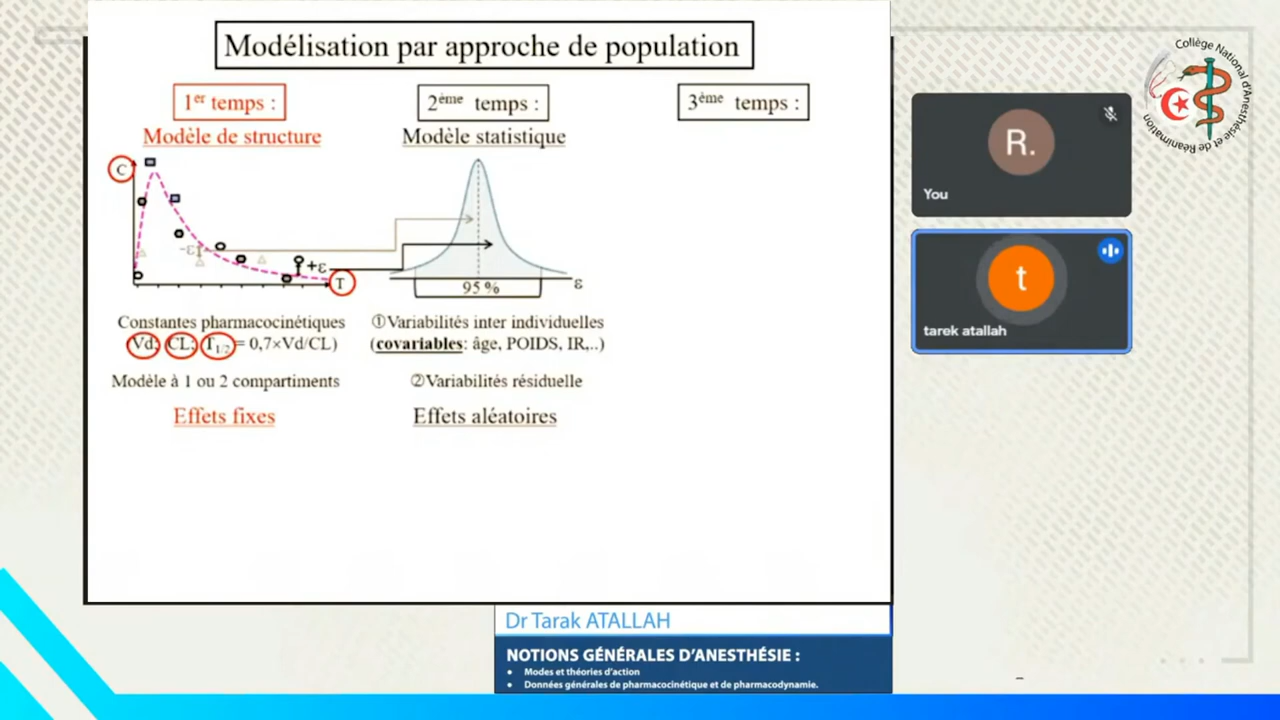 Modélisation par approche de population
1er temps :
Modèle de structure
C
-ε
+ε
T
Constantes pharmacocinétiques
(Vd; CL; T1/2 = 0,7×Vd/CL)
Modèle à 1 ou 2 compartiments
Effets fixes
2ème temps :
Modèle statistique
95 %
ε
①Variabilités inter individuelles
(covariables: âge, POIDS, IR,..)
②Variabilités résiduelle
Effets aléatoires
3ème temps :
Collège National d'Anesthésie et de Réanimation
R.
You
t
tarek atallah
Dr Tarak ATALLAH
NOTIONS GÉNÉRALES D'ANESTHÉSIE :
• Modes et théories d'action
• Données générales de pharmacocinétique et de pharmacodynamie.